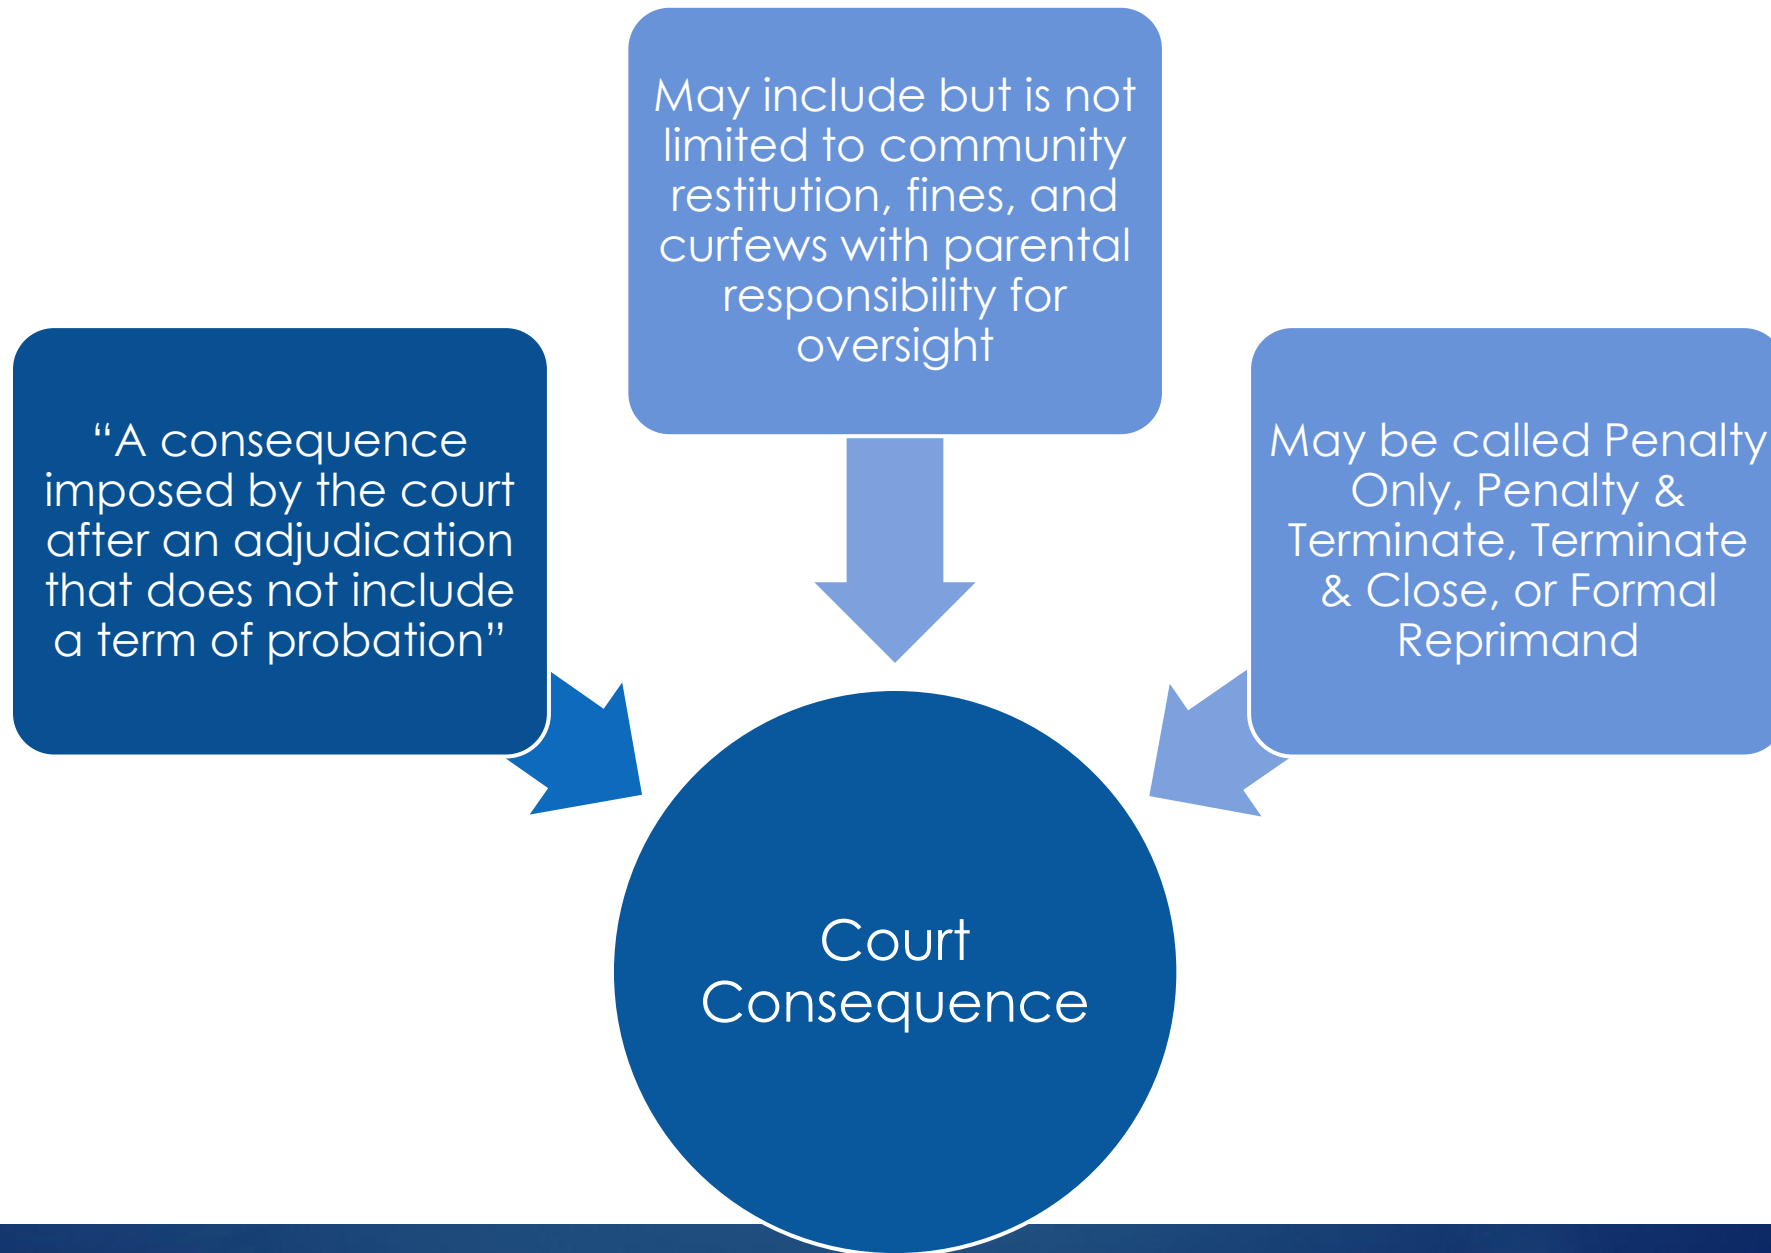 May include but is not
limited to community
restitution, fines, and
curfews with parental
responsibility for
oversight
“A consequence
imposed by the court
after an adjudication
that does not include
a term of probation”
May be called Penalty
Only, Penalty &
Terminate, Terminate
& Close, or Formal
Reprimand
Court
Consequence